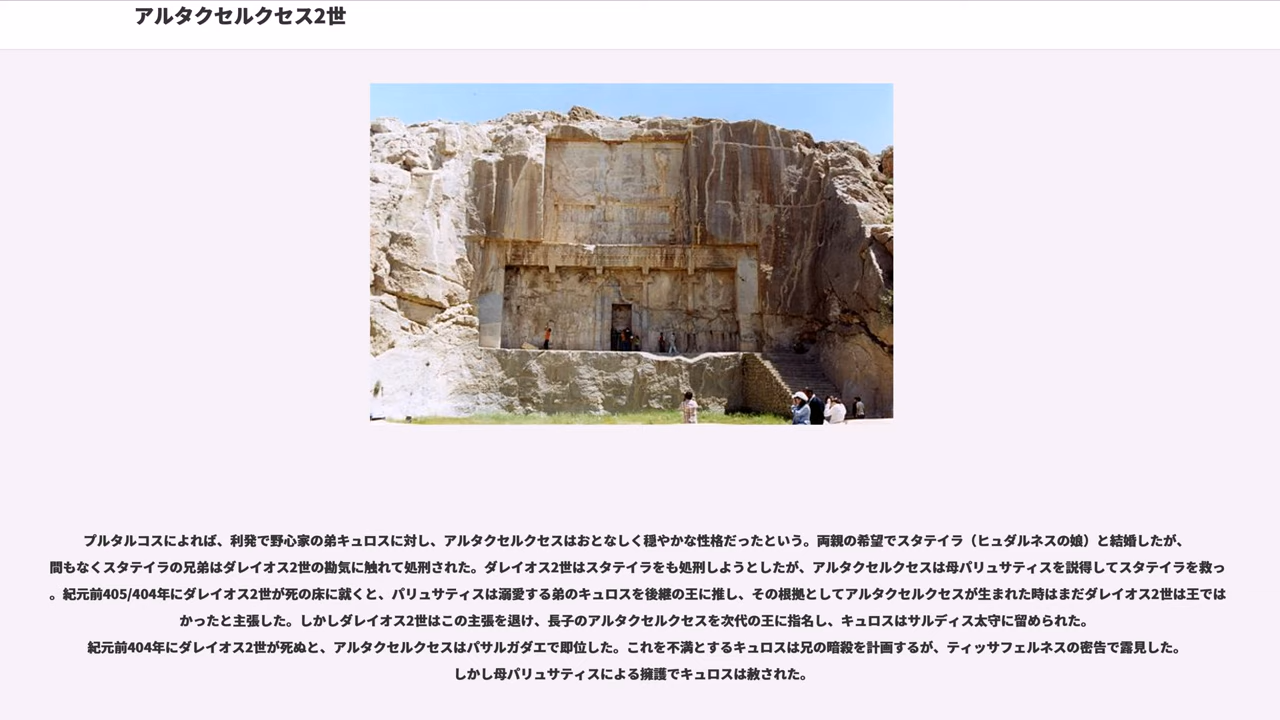 アルタクセルクセス2世
プルタルコスによれば、利発で野心家の弟キュロスに対し、アルタクセルクセスはおとなしく穏やかな性格だったという。両親の希望でスタテイラ（ヒュダルネスの娘）と結婚したが、
間もなくスタテイラの兄弟はダレイオス2世の勘気に触れて処刑された。ダレイオス2世はスタテイラをも処刑しようとしたが、アルタクセルクセスは母パリュサティスを説得してスタテイラを救っ
。紀元前405/404年にダレイオス2世が死の床に就くと、パリュサティスは溺愛する弟のキュロスを後継の王に推し、その根拠としてアルタクセルクセスが生まれた時はまだダレイオス2世は王では
かったと主張した。しかしダレイオス2世はこの主張を退け、長子のアルタクセルクセスを次代の王に指名し、キュロスはサルディス太守に留められた。
紀元前404年にダレイオス2世が死ぬと、アルタクセルクセスはパサルガダエで即位した。これを不満とするキュロスは兄の暗殺を計画するが、ティッサフェルネスの密告で露見した。
しかし母パリュサティスによる擁護でキュロスは赦された。